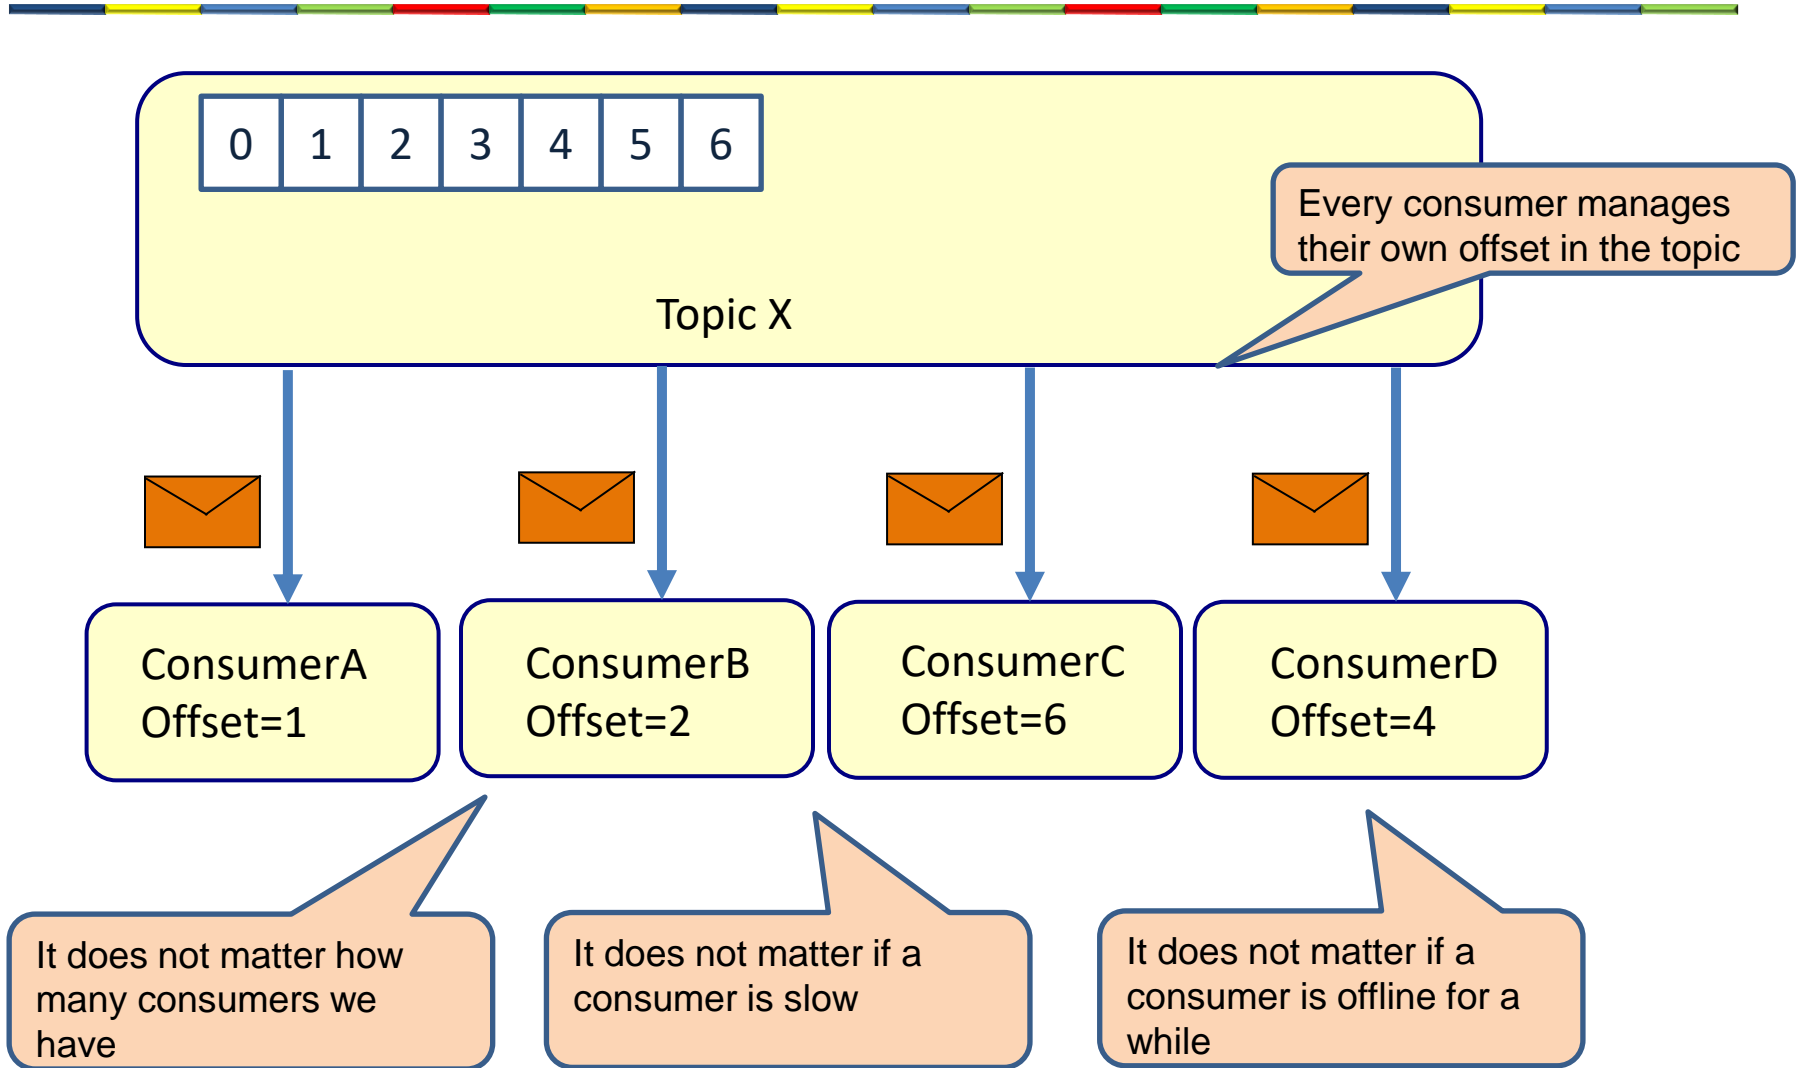 0 1 2 3 4 5 6
Every consumer manages
their own offset in the topic
Topic X
ConsumerA
Offset=1
ConsumerB
Offset=2
ConsumerC
Offset=6
ConsumerD
Offset=4
It does not matter how
many consumers we
have
It does not matter if a
consumer is slow
It does not matter if a
consumer is offline for a
while